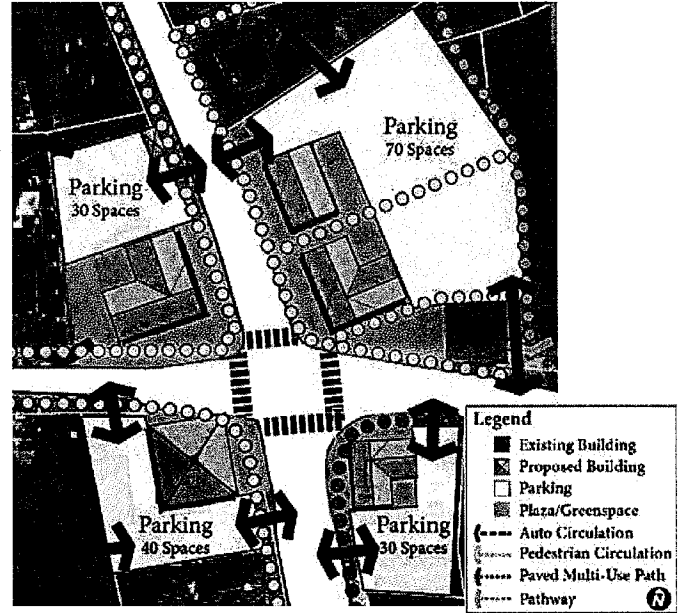 Parking
70 Spaces
Parking
30 Spaces
Parking
40 Spaces
Parking
30 Spaces
Legend
Existing Building
Proposed Building
Parking
Plaza/Greenspace
Auto Circulation
Pedestrian Circulation
Paved Multi-Use Path
Pathway
N